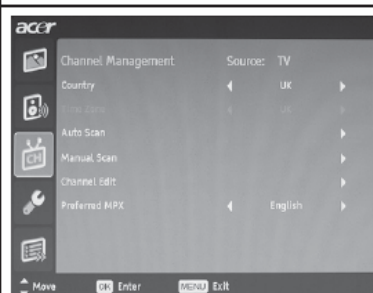 acer
Channel Management Source: TV
Country UK
Auto Scan
CH
Manual Scan
Channel Edit
Preferred MPX English
Move OK Enter MENU Exit